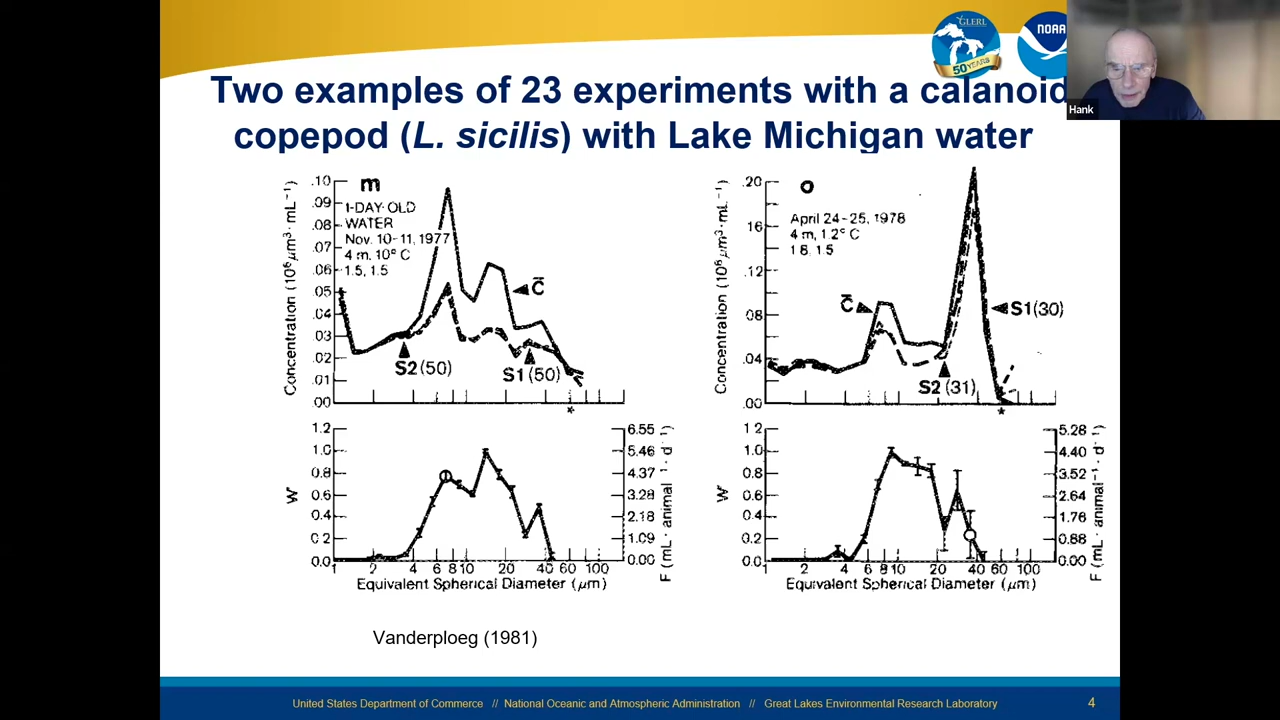 GLERL
50 YEARS
NOAA
Hank
Two examples of 23 experiments with a calanoid
copepod (L. sicilis) with Lake Michigan water
m
1-DAY-OLD
WATER
Nov. 10-11, 1977
4 m, 10° C
1.5, 1.5
Concentration (10⁶ μm³·mL⁻¹)
.10
.09
.08
.07
.06
.05
.04
.03
.02
.01
.00
C̄
S2(50)
S1(50)
*
o
April 24-25, 1978
4 m, 1.2° C
1.8, 1.5
Concentration (10⁶ μm³·mL⁻¹)
.20
16
.12
.08
.04
.00
C̄
S1(30)
S2(31)
*
W'
1.2
1.0
0.8
0.6
0.4
0.2
0.0
6.55
5.46
4.37
3.28
2.18
1.09
0.00
F (mL· animal⁻¹· d⁻¹)
1 2 4 6 8 10 20 40 60 100
Equivalent Spherical Diameter (μm)
W'
1.2
1.0
0.8
0.6
0.4
0.2
0.0
5.28
4.40
3.52
2.64
1.76
0.88
0.00
F (mL· animal⁻¹· d⁻¹)
1 2 4 6 8 10 20 40 60 100
Equivalent Spherical Diameter (μm)
Vanderploeg (1981)
United States Department of Commerce // National Oceanic and Atmospheric Administration // Great Lakes Environmental Research Laboratory
4